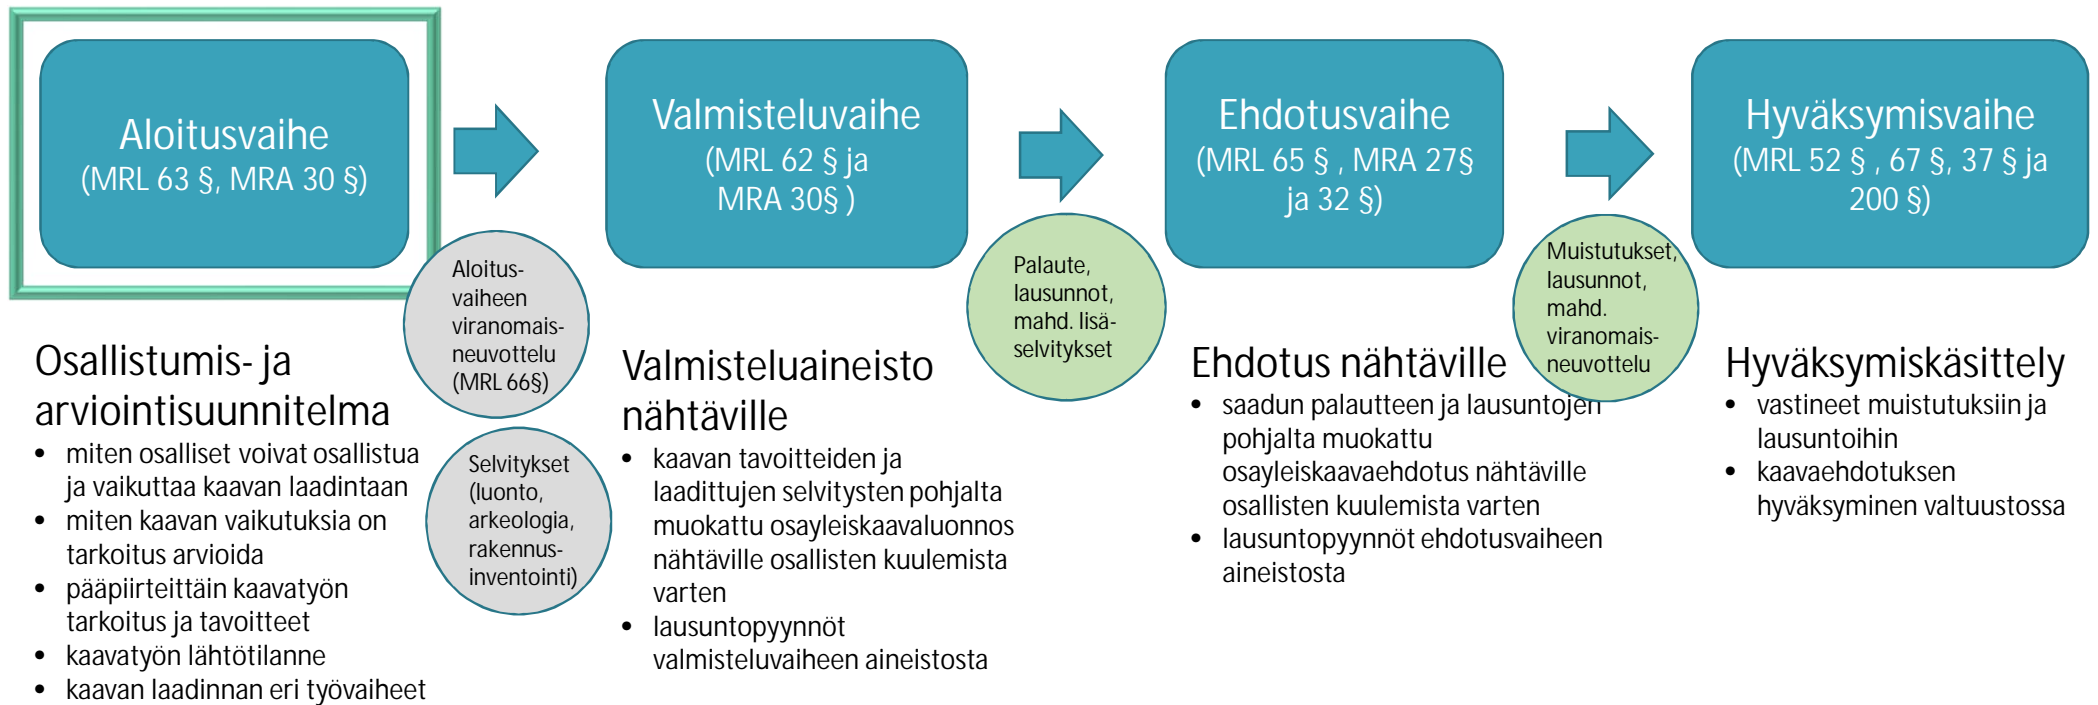 Aloitusvaihe
(MRL 63 §, MRA 30 §)
Valmisteluvaihe
(MRL 62 § ja
MRA 30§ )
Ehdotusvaihe
(MRL 65 § , MRA 27§
ja 32 §)
Hyväksymisvaihe
(MRL 52 § , 67 §, 37 § ja
200 §)
Aloitus-
vaiheen
viranomais-
neuvottelu
(MRL 66§)
Selvitykset
(luonto,
arkeologia,
rakennus-
inventointi)
Palaute,
lausunnot,
mahd. lisä-
selvitykset
Muistutukset,
lausunnot,
mahd.
viranomais-
neuvottelu
Osallistumis- ja
arviointisuunnitelma
• miten osalliset voivat osallistua
ja vaikuttaa kaavan laadintaan
• miten kaavan vaikutuksia on
tarkoitus arvioida
• pääpiirteittäin kaavatyön
tarkoitus ja tavoitteet
• kaavatyön lähtötilanne
• kaavan laadinnan eri työvaiheet
Valmisteluaineisto
nähtäville
• kaavan tavoitteiden ja
laadittujen selvitysten pohjalta
muokattu osayleiskaavaluonnos
nähtäville osallisten kuulemista
varten
• lausuntopyynnöt
valmisteluvaiheen aineistosta
Ehdotus nähtäville
• saadun palautteen ja lausuntojen
pohjalta muokattu
osayleiskaavaehdotus nähtäville
osallisten kuulemista varten
• lausuntopyynnöt ehdotusvaiheen
aineistosta
Hyväksymiskäsittely
• vastineet muistutuksiin ja
lausuntoihin
• kaavaehdotuksen
hyväksyminen valtuustossa